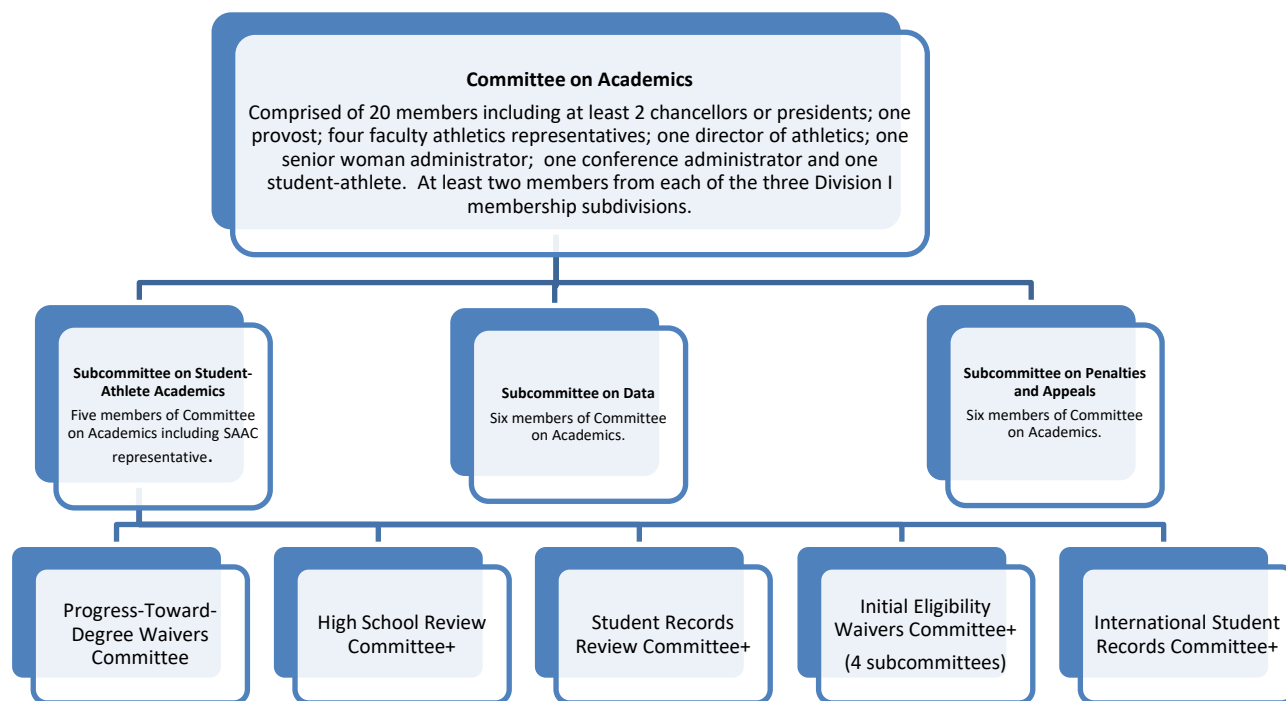 Committee on Academics
Comprised of 20 members including at least 2 chancellors or presidents; one
provost; four faculty athletics representatives; one director of athletics; one
senior woman administrator;  one conference administrator and one
student-athlete.  At least two members from each of the three Division I
membership subdivisions.
Subcommittee on Student-
Athlete Academics
Five members of Committee
on Academics including SAAC
representative.
Subcommittee on Data
Six members of Committee
on Academics.
Subcommittee on Penalties
and Appeals
Six members of Committee
on Academics.
Progress-Toward-
Degree Waivers
Committee
High School Review
Committee+
Student Records
Review Committee+
Initial Eligibility
Waivers Committee+
(4 subcommittees)
International Student
Records Committee+